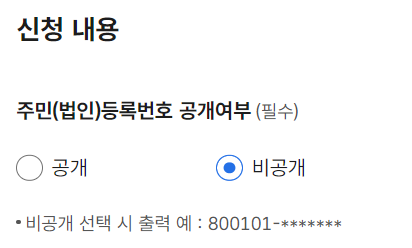 신청 내용
주민(법인)등록번호 공개여부 (필수)
공개 비공개
• 비공개 선택 시 출력 예 : 800101-*******